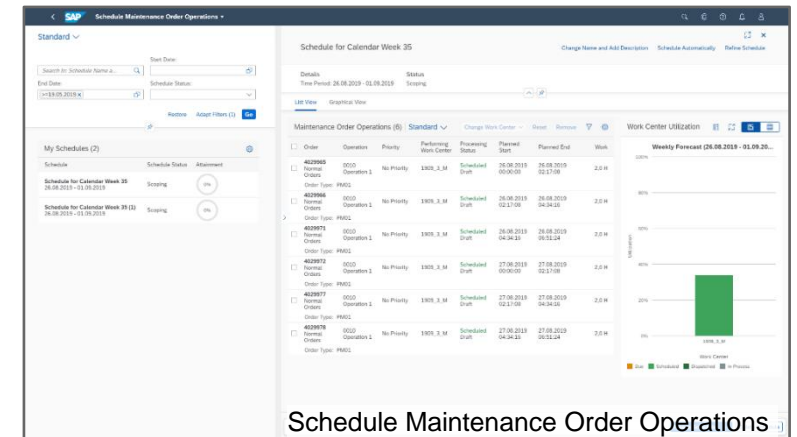 SAP Schedule Maintenance Order Operations
Standard
Start Date:
Search to: Schedule Name a...
End Date:
Schedule Status:
>=19.05.2019
Restore Adapt Filters (1) Go
My Schedules (2)
Schedule Schedule Status Attainment
Schedule for Calendar Week 35
26.08.2019 - 01.09.2019
Scoping
0%
Schedule for Calendar Week 35 (1)
26.08.2019 - 01.09.2019
Scoping
0%
Schedule for Calendar Week 35
Change Name and Add Description Schedule Automatically Refine Schedule
Details Status
Time Period: 26.08.2019 - 01.09.2019 Scoping
List View Graphical View
Maintenance Order Operations (6) Standard Change Work Center Reset Remove
Order Operation Priority Performing Work Center Processing Status Planned Start Planned End Work
4029965 Normal Orders 0010 Operation 1 No Priority 1909_3_M Scheduled Draft 26.08.2019 00:00:00 26.08.2019 02:17:08 2,0 H
Order Type: PM01
4029966 Normal Orders 0010 Operation 1 No Priority 1909_3_M Scheduled Draft 26.08.2019 02:17:08 26.08.2019 04:34:16 2,0 H
Order Type: PM01
4029971 Normal Orders 0010 Operation 1 No Priority 1909_3_M Scheduled Draft 26.08.2019 04:34:16 26.08.2019 06:51:24 2,0 H
Order Type: PM01
4029972 Normal Orders 0010 Operation 1 No Priority 1909_3_M Scheduled Draft 27.08.2019 00:00:00 27.08.2019 02:17:08 2,0 H
Order Type: PM01
4029977 Normal Orders 0010 Operation 1 No Priority 1909_3_M Scheduled Draft 27.08.2019 02:17:08 27.08.2019 04:34:16 2,0 H
Order Type: PM01
4029978 Normal Orders 0010 Operation 1 No Priority 1909_3_M Scheduled Draft 27.08.2019 04:34:16 27.08.2019 06:51:24 2,0 H
Order Type: PM01
Work Center Utilization
Weekly Forecast (26.08.2019 - 01.09.20...
100%
80%
60%
40%
20%
0%
Utilization
1909_3_M
Work Center
Due Scheduled Dispatched In Process
Schedule Maintenance Order Operations